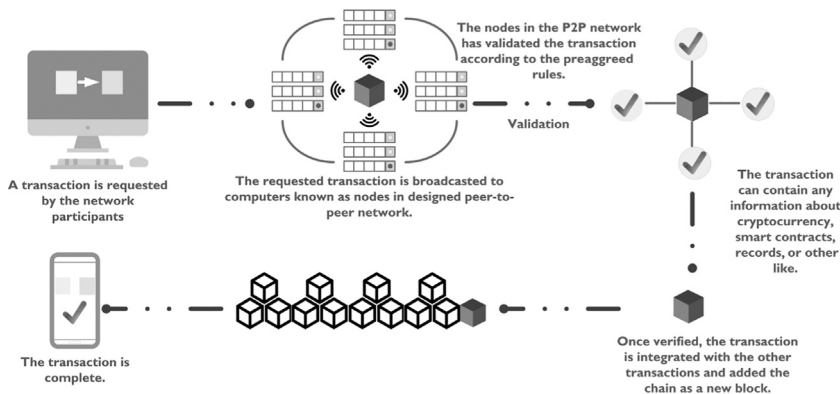 The nodes in the P2P network
has validated the transaction
according to the preaggreed
rules.
Validation
A transaction is requested
by the network
participants
The requested transaction is broadcasted to
computers known as nodes in designed peer-to-
peer network.
The transaction
can contain any
information about
cryptocurrency,
smart contracts,
records, or other
like.
The transaction is
complete.
Once verified, the transaction
is integrated with the other
transactions and added the
chain as a new block.